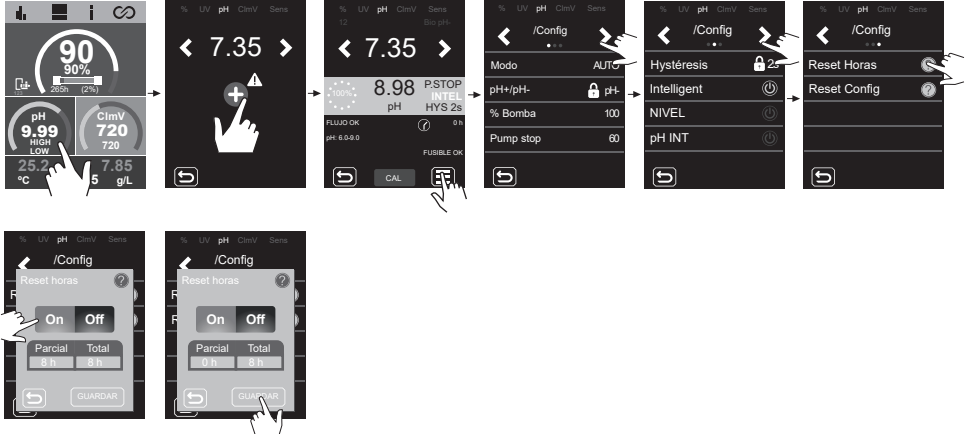 90
90%
265h (2%)
123
pH
9.99
HIGH
LOW
ClmV
720
720
25.2
7.85
ºC
5
g/L
% UV pH ClmV Sens
7.35
% UV pH ClmV Sens
12 Bio pH-
7.35
100%
8.98
pH
P.STOP
INTEL
HYS 2s
FLUJO OK
0 h
pH: 6.0-9.0
FUSIBLE OK
CAL
% UV pH ClmV Sens
/Config
Modo AUTO
pH+/pH- pH-
% Bomba 100
Pump stop 60
% UV pH ClmV Sens
/Config
Hystéresis 2s
Intelligent
NIVEL
pH INT
% UV pH ClmV Sens
/Config
Reset Horas
Reset Config ?
% UV pH ClmV Sens
/Config
Reset horas ?
R
R
On Off
Parcial Total
8 h 8 h
GUARDAR
% UV pH ClmV Sens
/Config
Reset horas ?
R
R
On Off
Parcial Total
0 h 8 h
GUARDAR